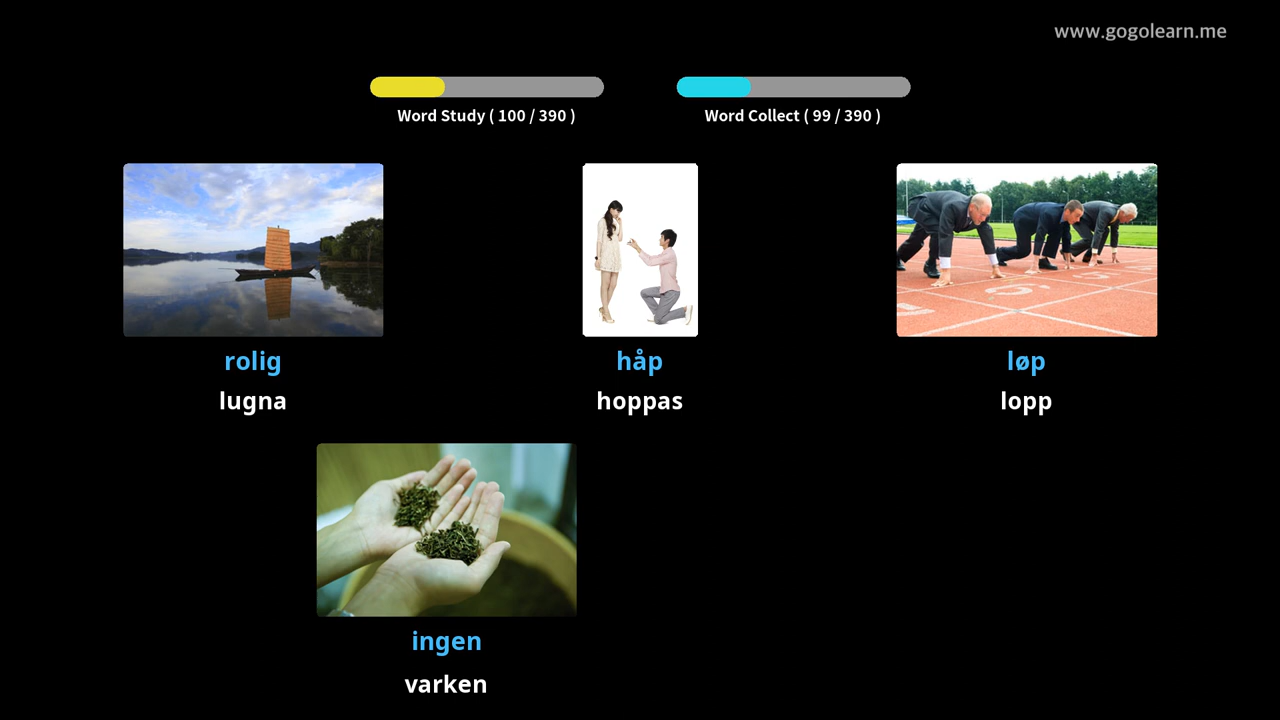 www.gogolearn.me
Word Study ( 100 / 390 )
Word Collect ( 99 / 390 )
rolig
lugna
håp
hoppas
løp
lopp
ingen
varken